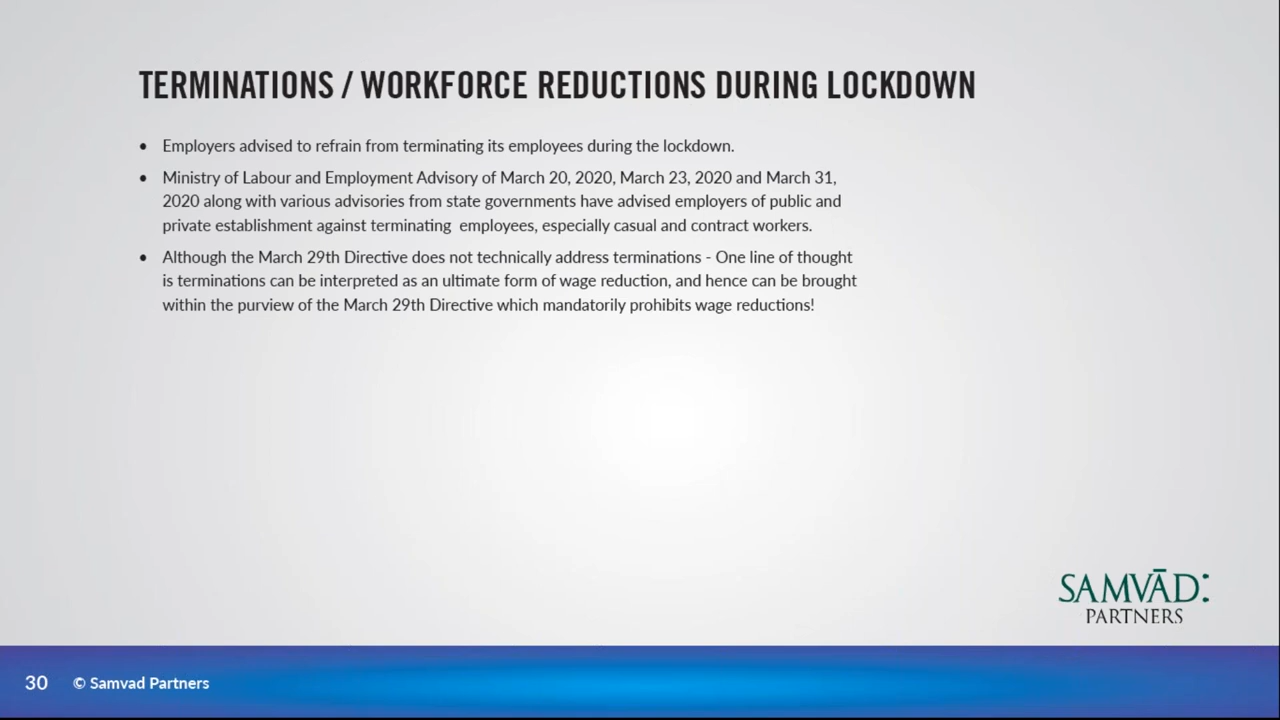 TERMINATIONS / WORKFORCE REDUCTIONS DURING LOCKDOWN
• Employers advised to refrain from terminating its employees during the lockdown.
• Ministry of Labour and Employment Advisory of March 20, 2020, March 23, 2020 and March 31,
2020 along with various advisories from state governments have advised employers of public and
private establishment against terminating  employees, especially casual and contract workers.
• Although the March 29th Directive does not technically address terminations - One line of thought
is terminations can be interpreted as an ultimate form of wage reduction, and hence can be brought
within the purview of the March 29th Directive which mandatorily prohibits wage reductions!
SAMVĀD:
PARTNERS
30 © Samvad Partners